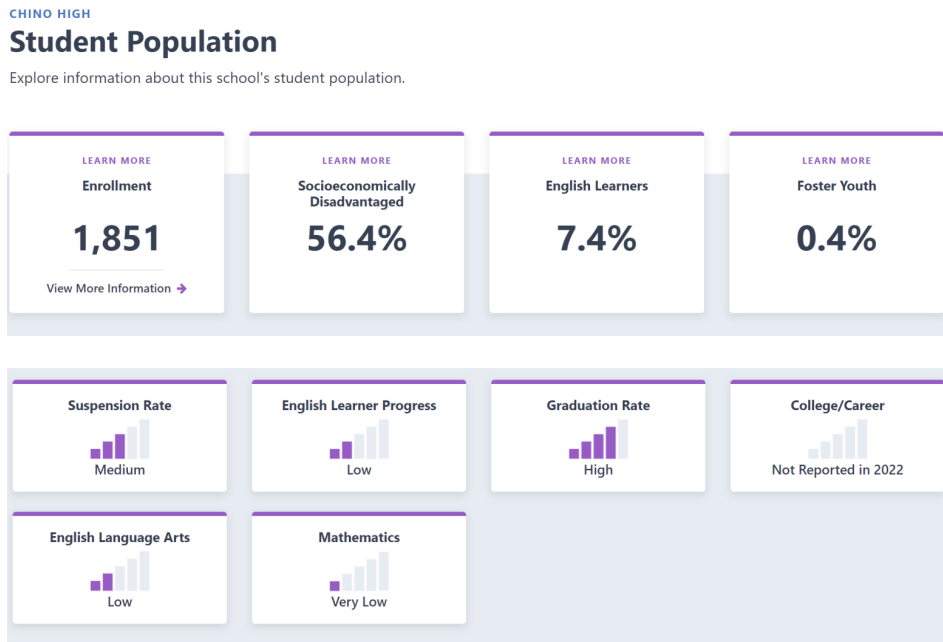 CHINO HIGH
Student Population
Explore information about this school's student population.
LEARN MORE
Enrollment
1,851
View More Information
LEARN MORE
Socioeconomically
Disadvantaged
56.4%
LEARN MORE
English Learners
7.4%
LEARN MORE
Foster Youth
0.4%
Suspension Rate
Medium
English Learner Progress
Low
Graduation Rate
High
College/Career
Not Reported in 2022
English Language Arts
Low
Mathematics
Very Low